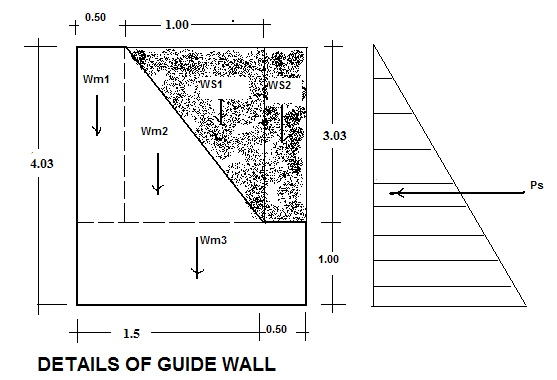 0.50
1.00
Wm1
WS1
WS2
Wm2
4.03
3.03
Ps
Wm3
1.00
1.5
0.50
DETAILS OF GUIDE WALL